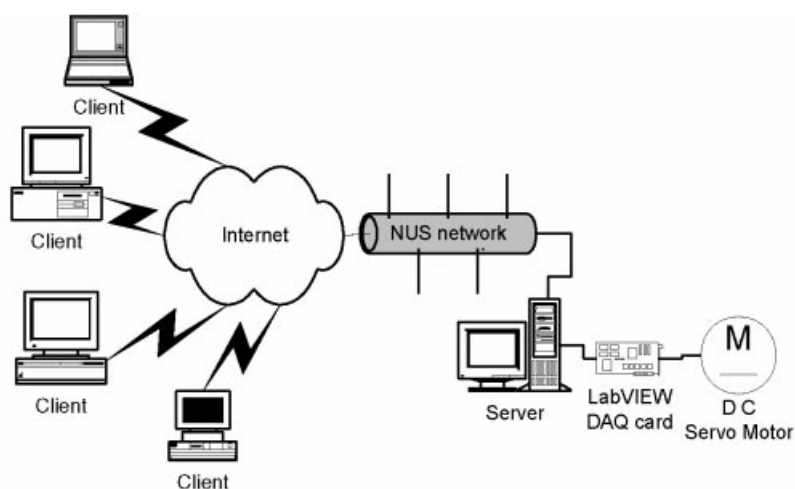 Client
Client
Internet
NUS network
Client
Client
Server
LabVIEW
DAQ card
M
D C
Servo Motor